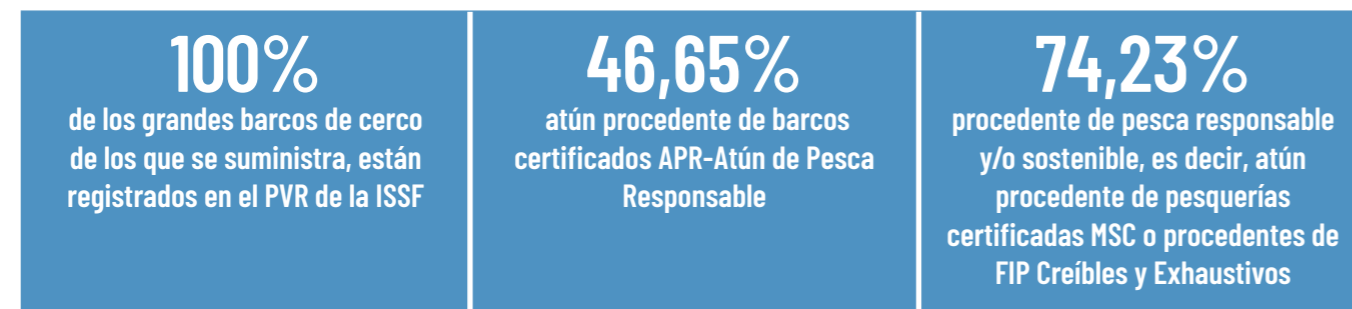 100%
de los grandes barcos de cerco
de los que se suministra, están
registrados en el PVR de la ISSF
46,65%
atún procedente de barcos
certificados APR-Atún de Pesca
Responsable
74,23%
procedente de pesca responsable
y/o sostenible, es decir, atún
procedente de pesquerías
certificadas MSC o procedentes de
FIP Creíbles y Exhaustivos